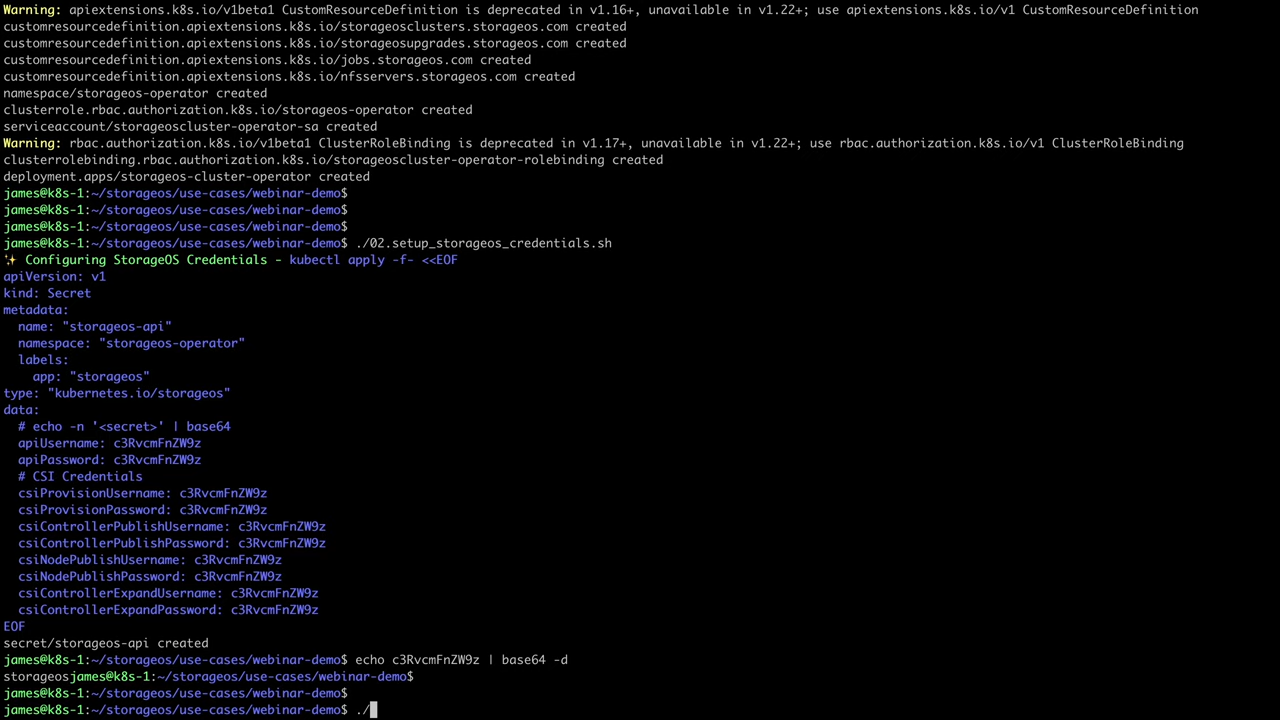 Warning: apiextensions.k8s.io/v1beta1 CustomResourceDefinition is deprecated in v1.16+, unavailable in v1.22+; use apiextensions.k8s.io/v1 CustomResourceDefinition
customresourcedefinition.apiextensions.k8s.io/storageosclusters.storageos.com created
customresourcedefinition.apiextensions.k8s.io/storageosupgrades.storageos.com created
customresourcedefinition.apiextensions.k8s.io/jobs.storageos.com created
customresourcedefinition.apiextensions.k8s.io/nfsservers.storageos.com created
namespace/storageos-operator created
clusterrole.rbac.authorization.k8s.io/storageos-operator created
serviceaccount/storageoscluster-operator-sa created
Warning: rbac.authorization.k8s.io/v1beta1 ClusterRoleBinding is deprecated in v1.17+, unavailable in v1.22+; use rbac.authorization.k8s.io/v1 ClusterRoleBinding
clusterrolebinding.rbac.authorization.k8s.io/storageoscluster-operator-rolebinding created
deployment.apps/storageos-cluster-operator created
james@k8s-1:~/storageos/use-cases/webinar-demo$
james@k8s-1:~/storageos/use-cases/webinar-demo$
james@k8s-1:~/storageos/use-cases/webinar-demo$
james@k8s-1:~/storageos/use-cases/webinar-demo$ ./02.setup_storageos_credentials.sh
✨ Configuring StorageOS Credentials - kubectl apply -f- <<EOF
apiVersion: v1
kind: Secret
metadata:
  name: "storageos-api"
  namespace: "storageos-operator"
  labels:
    app: "storageos"
type: "kubernetes.io/storageos"
data:
  # echo -n '<secret>' | base64
  apiUsername: c3RvcmFnZW9z
  apiPassword: c3RvcmFnZW9z
  # CSI Credentials
  csiProvisionUsername: c3RvcmFnZW9z
  csiProvisionPassword: c3RvcmFnZW9z
  csiControllerPublishUsername: c3RvcmFnZW9z
  csiControllerPublishPassword: c3RvcmFnZW9z
  csiNodePublishUsername: c3RvcmFnZW9z
  csiNodePublishPassword: c3RvcmFnZW9z
  csiControllerExpandUsername: c3RvcmFnZW9z
  csiControllerExpandPassword: c3RvcmFnZW9z
EOF
secret/storageos-api created
james@k8s-1:~/storageos/use-cases/webinar-demo$ echo c3RvcmFnZW9z | base64 -d
storageosjames@k8s-1:~/storageos/use-cases/webinar-demo$
james@k8s-1:~/storageos/use-cases/webinar-demo$
james@k8s-1:~/storageos/use-cases/webinar-demo$ ./